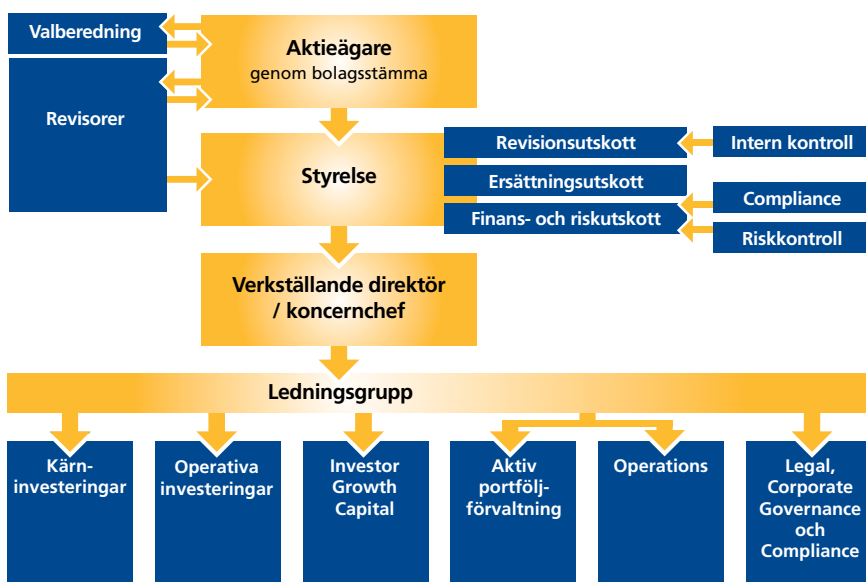 Valberedning
Aktieägare
genom bolagsstämma
Revisorer
Styrelse
Revisionsutskott
Intern kontroll
Ersättningsutskott
Finans- och riskutskott
Compliance
Riskkontroll
Verkställande direktör
/ koncernchef
Ledningsgrupp
Kärn-
investeringar
Operativa
investeringar
Investor
Growth
Capital
Aktiv
portfölj-
förvaltning
Operations
Legal,
Corporate
Governance
och
Compliance